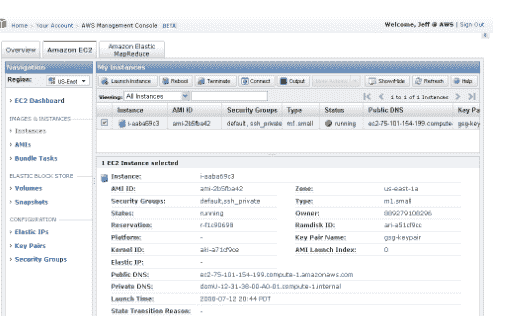 Home > Your Account > AWS Management Console BETA
Welcome, Jeff @ AWS | Sign Out
Overview
Amazon EC2
Amazon Elastic MapReduce
Navigation
Region: US-East
> EC2 Dashboard
IMAGES & INSTANCES
> Instances
> AMIs
> Bundle Tasks
ELASTIC BLOCK STORE
> Volumes
> Snapshots
CONFIGURATION
> Elastic IPs
> Key Pairs
> Security Groups
My Instances
Launch Instance Reboot Terminate Connect Output Show/Hide Refresh Help
Viewing: All Instances
1 to 1 of 1 Instances
Instance AMI ID Security Groups Type Status Public DNS Key Pa
i-eaba69c3 ami-2b5fba42 default, ssh_private m1.small running ec2-75-101-154-199.compute- gsg-key
1 EC2 Instance selected
Instance: i-eaba69c3
AMI ID: ami-2b5fba42 Zone: us-east-1a
Security Groups: default,ssh_private Type: m1.small
Status: running Owner: 889279108296
Reservation: r-f1c80698 Ramdisk ID: ari-a51cf9cc
Platform: - Key Pair Name: gsg-keypair
Kernel ID: aki-a71cf9ce AMI Launch Index: 0
Elastic IP: -
Public DNS: ec2-75-101-154-199.compute-1.amazonaws.com
Private DNS: domU-12-31-38-00-A0-01.compute-1.internal
Launch Time: 2008-07-12 20:44 PDT
State Transition Reason: -